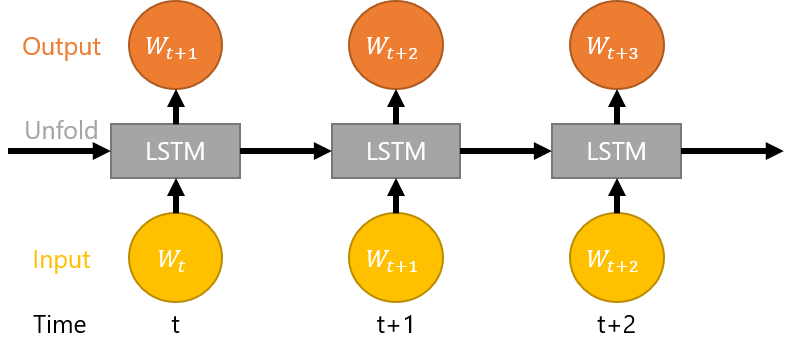 Output W_{t+1} W_{t+2} W_{t+3}
Unfold
LSTM LSTM LSTM
Input W_t W_{t+1} W_{t+2}
Time t t+1 t+2